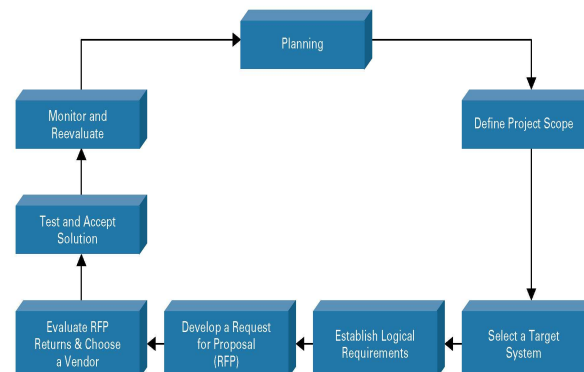 Planning
Define Project Scope
Select a Target
System
Establish Logical
Requirements
Develop a Request
for Proposal
(RFP)
Evaluate RFP
Returns & Choose
a Vendor
Test and Accept
Solution
Monitor and
Reevaluate